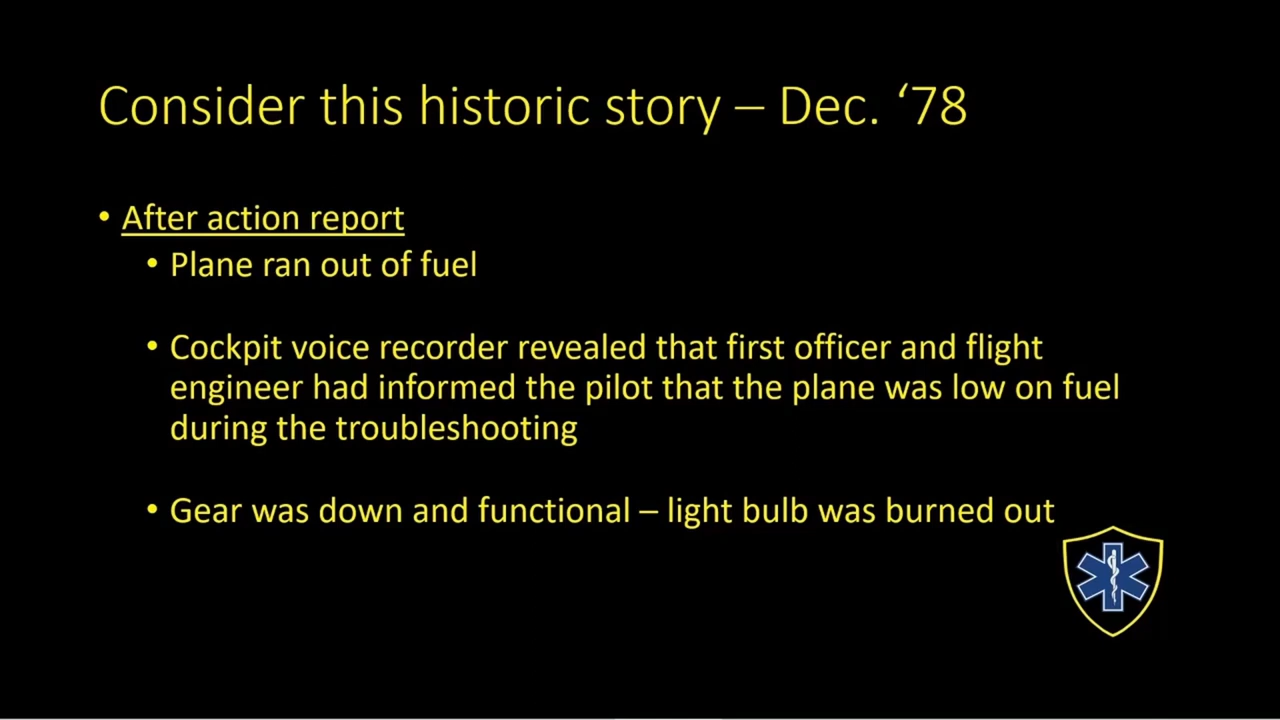 Consider this historic story – Dec. ‘78
• After action report
• Plane ran out of fuel
• Cockpit voice recorder revealed that first officer and flight
engineer had informed the pilot that the plane was low on fuel
during the troubleshooting
• Gear was down and functional – light bulb was burned out